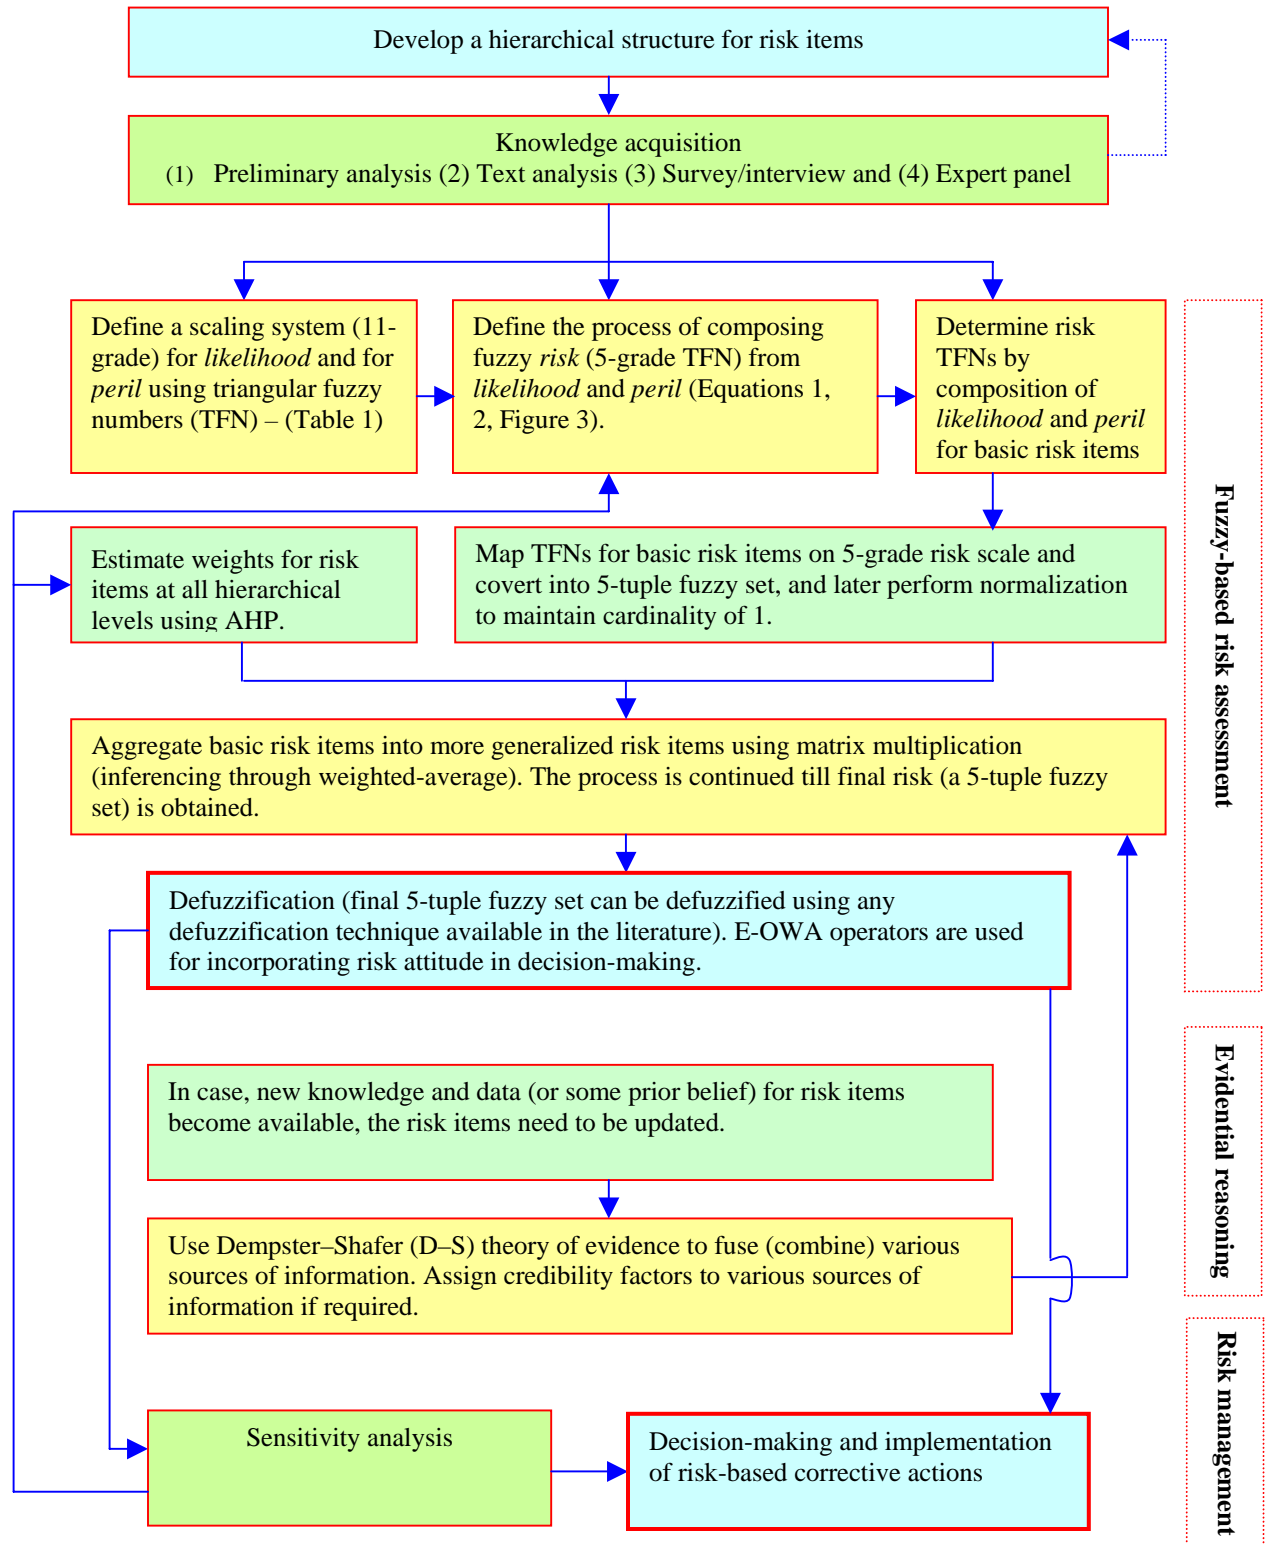 Develop a hierarchical structure for risk items
Knowledge acquisition
(1) Preliminary analysis (2) Text analysis (3) Survey/interview and (4) Expert panel
Define a scaling system (11-
grade) for likelihood and for
peril using triangular fuzzy
numbers (TFN) – (Table 1)
Define the process of composing
fuzzy risk (5-grade TFN) from
likelihood and peril (Equations 1,
2, Figure 3).
Determine risk
TFNs by
composition of
likelihood and peril
for basic risk items
Estimate weights for risk
items at all hierarchical
levels using AHP.
Map TFNs for basic risk items on 5-grade risk scale and
covert into 5-tuple fuzzy set, and later perform normalization
to maintain cardinality of 1.
Aggregate basic risk items into more generalized risk items using matrix multiplication
(inferencing through weighted-average). The process is continued till final risk (a 5-tuple fuzzy
set) is obtained.
Defuzzification (final 5-tuple fuzzy set can be defuzzified using any
defuzzification technique available in the literature). E-OWA operators are used
for incorporating risk attitude in decision-making.
Fuzzy-based risk assessment
In case, new knowledge and data (or some prior belief) for risk items
become available, the risk items need to be updated.
Use Dempster–Shafer (D–S) theory of evidence to fuse (combine) various
sources of information. Assign credibility factors to various sources of
information if required.
Evidential reasoning
Sensitivity analysis
Decision-making and implementation
of risk-based corrective actions
Risk management